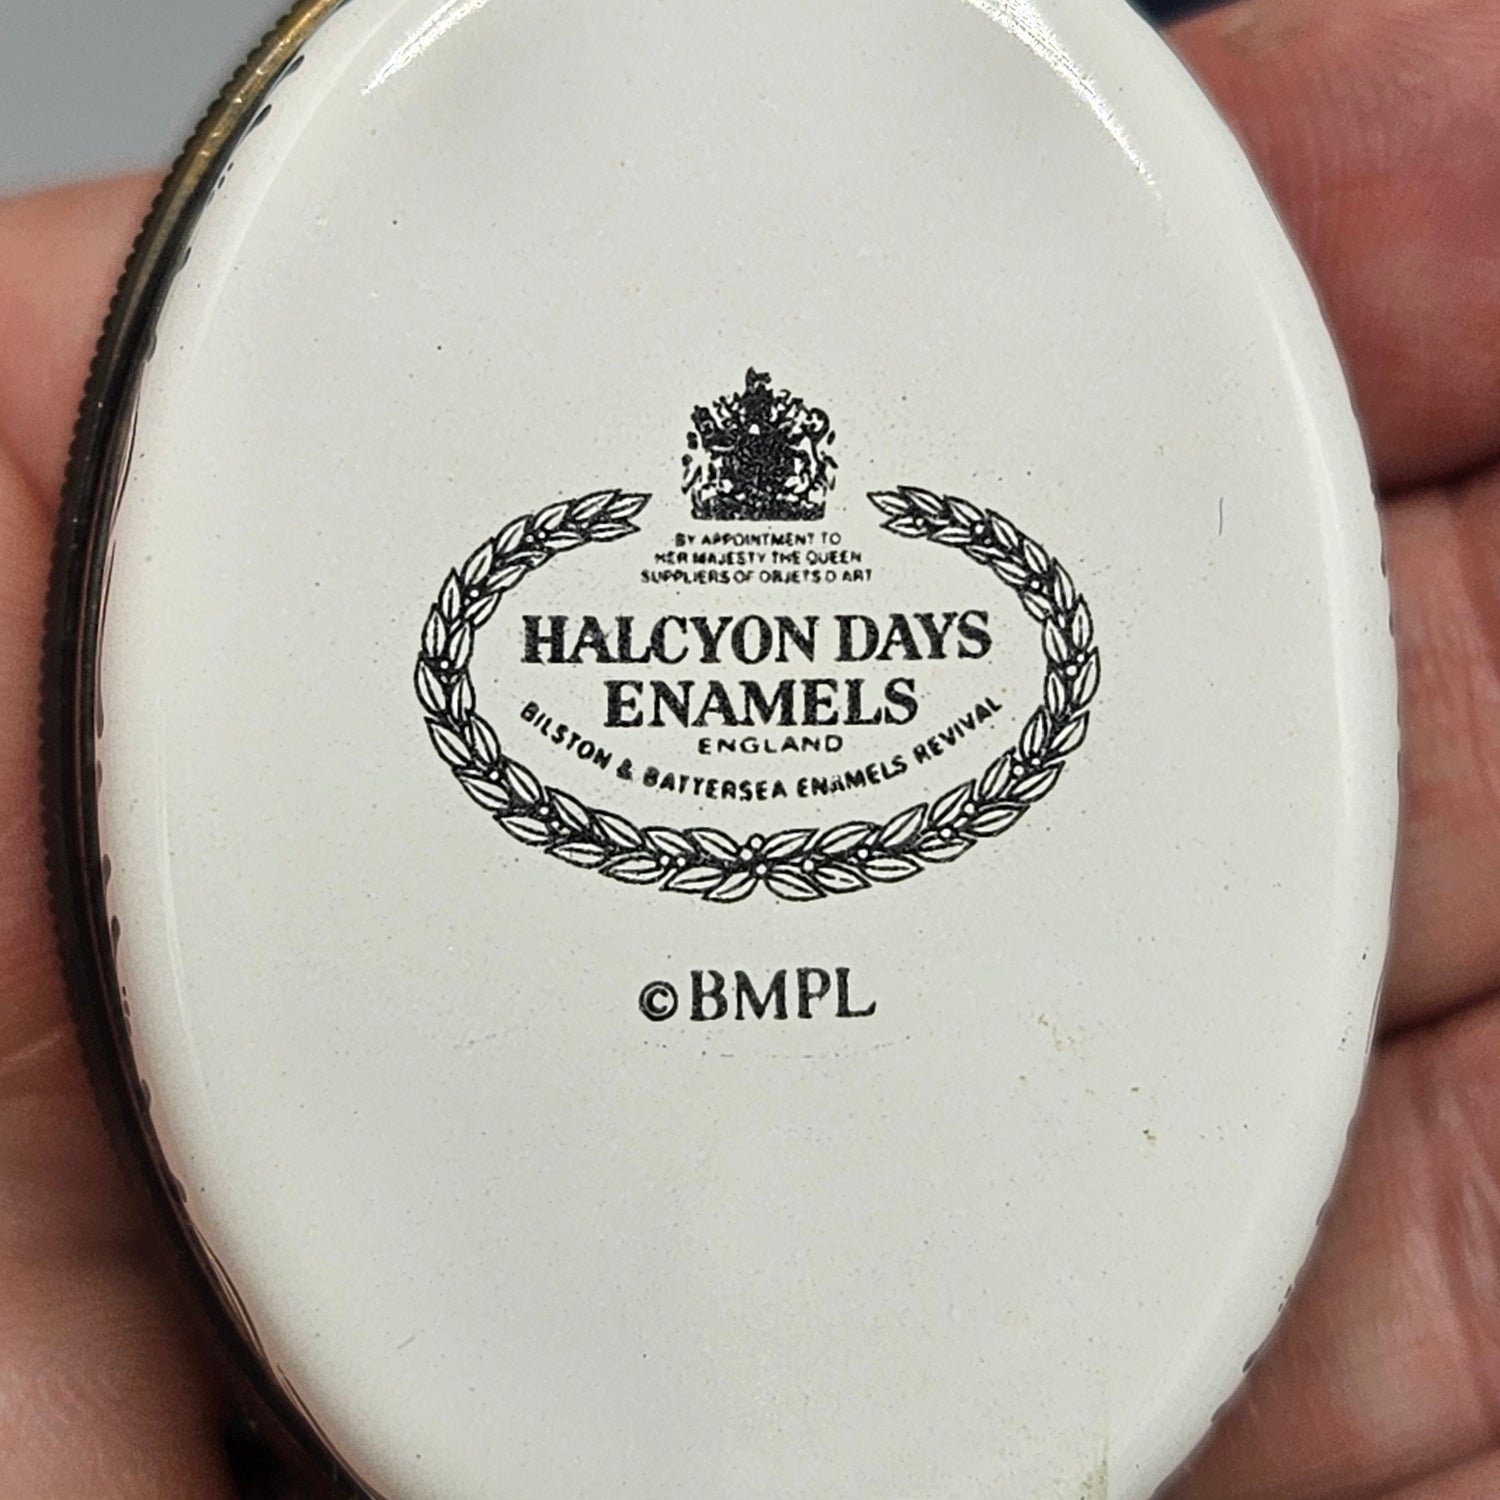 BY APPOINTMENT TO
HER MAJESTY THE QUEEN
SUPPLIERS OF OBJETS D ART
HALCYON DAYS
ENAMELS
ENGLAND
BILSTON & BATTERSEA ENAMELS REVIVAL
©BMPL